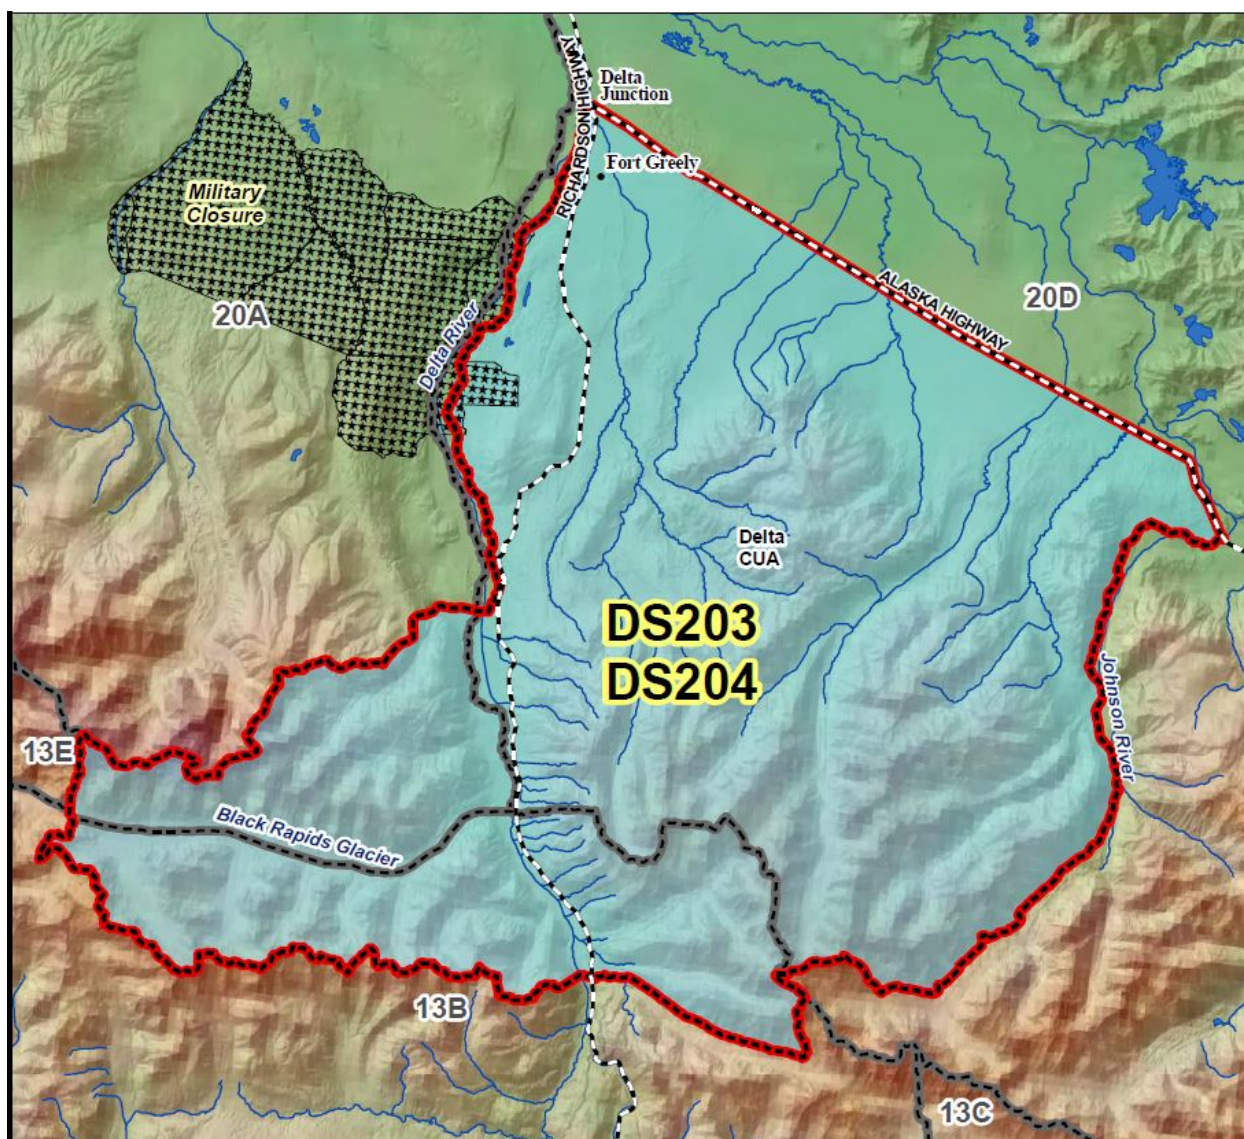 RICHARDSON HIGHWAY
Delta
Junction
Fort Greely
Military
Closure
20A
Delta River
ALASKA HIGHWAY
20D
Delta
CUA
DS203
DS204
Johnson River
13E
Black Rapids Glacier
13B
13C